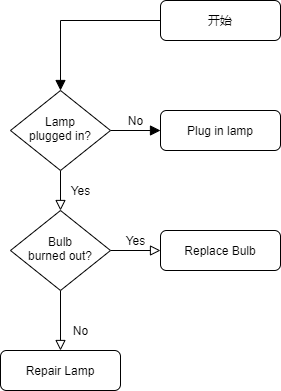 开始
Lamp
plugged in?
No
Plug in lamp
Yes
Bulb
burned out?
Yes
Replace Bulb
No
Repair Lamp